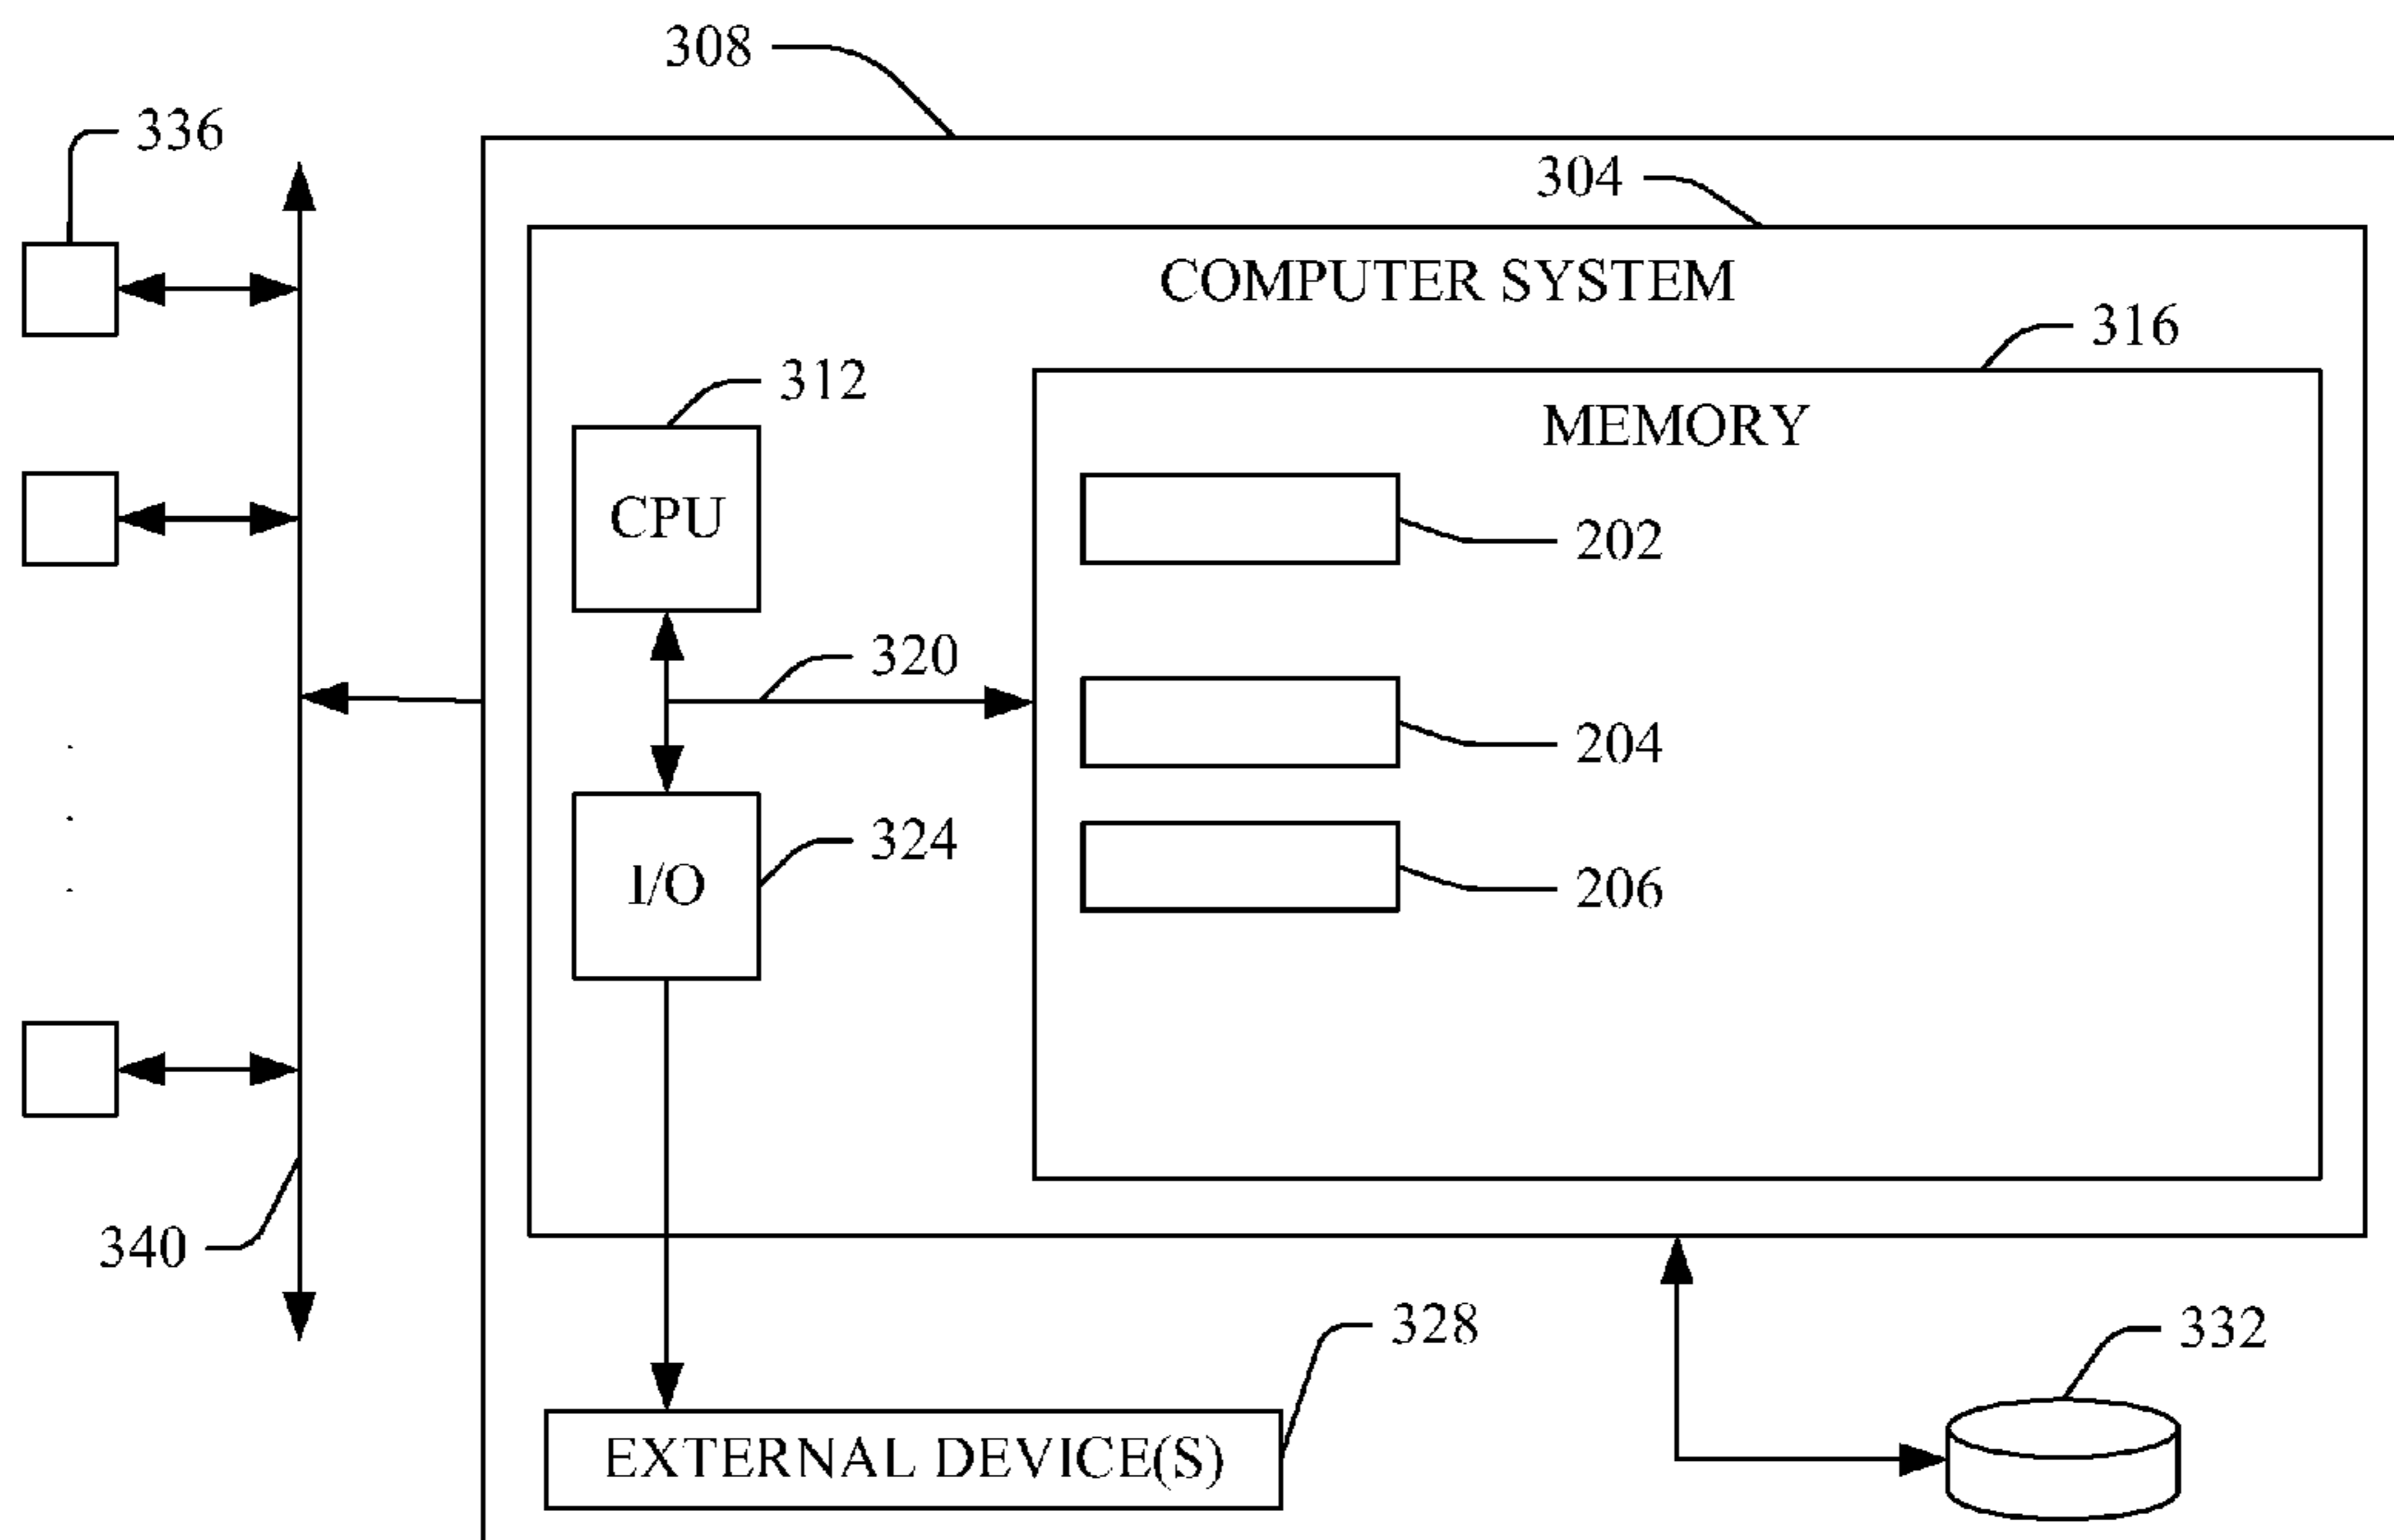 308
336
304
COMPUTER SYSTEM
316
312
MEMORY
CPU
202
320
204
324
I/O
206
340
328
332
EXTERNAL DEVICE(S)